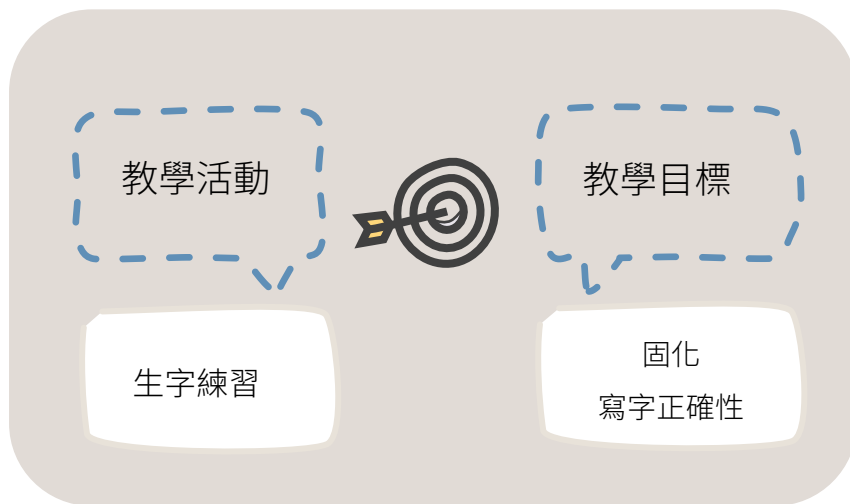 教學活動
教學目標
生字練習
固化
寫字正確性